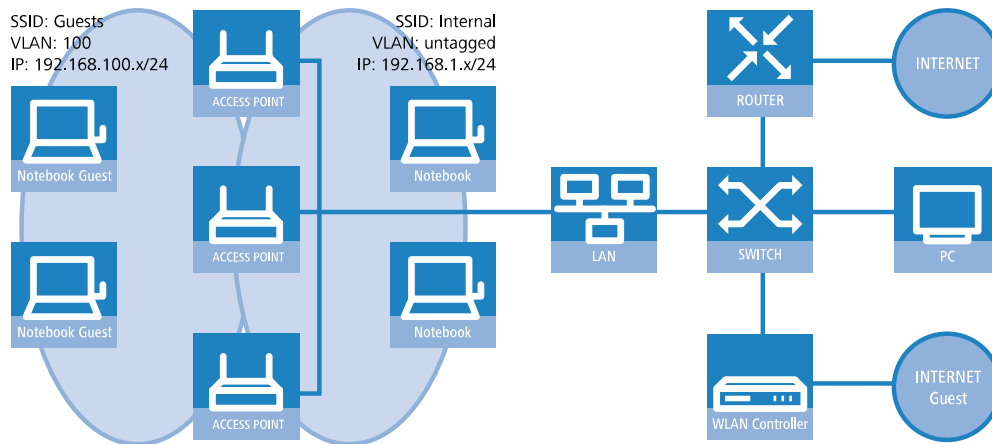 SSID: Guests
VLAN: 100
IP: 192.168.100.x/24
SSID: Internal
VLAN: untagged
IP: 192.168.1.x/24
ACCESS POINT
ROUTER
INTERNET
Notebook Guest
Notebook
ACCESS POINT
LAN
SWITCH
PC
Notebook Guest
Notebook
ACCESS POINT
WLAN Controller
INTERNET
Guest